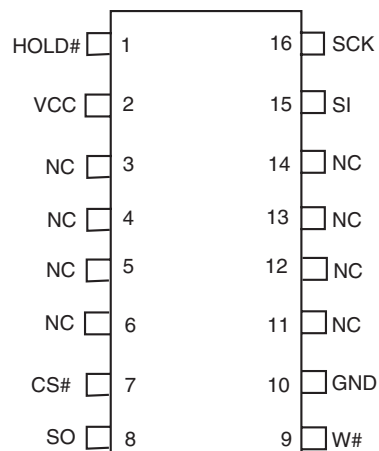 HOLD# 1 16 SCK
VCC 2 15 SI
NC 3 14 NC
NC 4 13 NC
NC 5 12 NC
NC 6 11 NC
CS# 7 10 GND
SO 8 9 W#